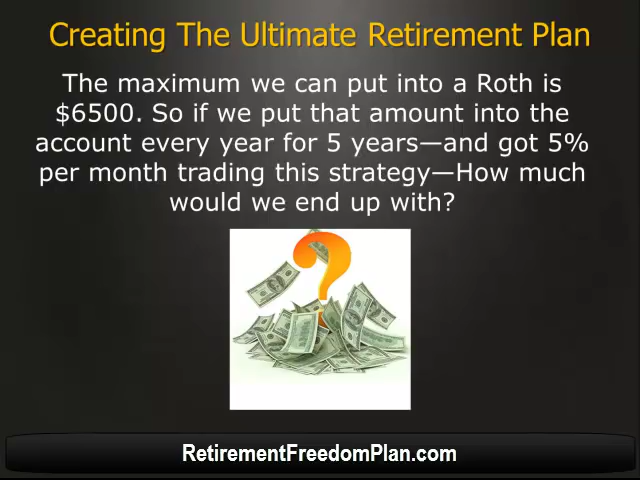 Creating The Ultimate Retirement Plan
The maximum we can put into a Roth is
$6500. So if we put that amount into the
account every year for 5 years—and got 5%
per month trading this strategy—How much
would we end up with?
?
RetirementFreedomPlan.com